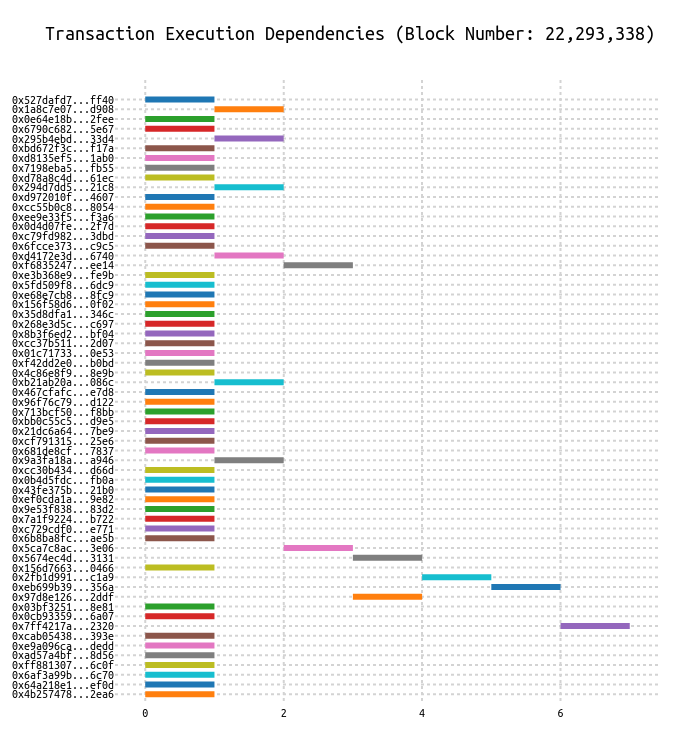 Transaction Execution Dependencies (Block Number: 22,293,338)
0x527dafd7...ff40
0x1a8c7e07...d908
0x0e64e18b...2fee
0x6790c682...5e67
0x295b4ebd...33d4
0xbd672f3c...f17a
0xd8135ef5...1ab0
0x7198eba5...fb55
0xd78a8c4d...61ec
0x294d7dd5...21c8
0xd972010f...4607
0xcc55b0c8...8054
0xee9e33f5...f3a6
0x0d4d07fe...2f7d
0xc79fd982...3dbd
0x6fcce373...c9c5
0xd4172e3d...6740
0xf6835247...ee14
0xe3b368e9...fe9b
0x5fd509f8...6dc9
0xe68e7cb8...8fc9
0x156f58d6...0f02
0x35d8dfa1...346c
0x268e3d5c...c697
0x8b3f6ed2...bf04
0xcc37b511...2d07
0x01c71733...0e53
0xf42dd2e0...b0bd
0x4c86e8f9...8e9b
0xb21ab20a...086c
0x467cfafc...e7d8
0x96f76c79...d122
0x713bcf50...f8bb
0xbb0c55c5...d9e5
0x21dc6a64...7be9
0xcf791315...25e6
0x681de8cf...7837
0x9a3fa18a...a946
0xcc30b434...d66d
0x0b4d5fdc...fb0a
0x43fe375b...21b0
0xef0cda1a...9e82
0x9e53f838...83d2
0x7a1f9224...b722
0xc729cdf0...e771
0x6b8ba8fc...ae5b
0x5ca7c8ac...3e06
0x5674ec4d...3131
0x156d7663...0466
0x2fb1d991...c1a9
0xeb699b39...356a
0x97d8e126...2ddf
0x03bf3251...8e81
0x0cb93359...6a07
0x7ff4217a...2320
0xcab05438...393e
0xe9a096ca...dedd
0xad57a4bf...8d56
0xff881307...6c0f
0x6af3a99b...6c70
0x64a218e1...ef0d
0x4b257478...2ea6
0 2 4 6